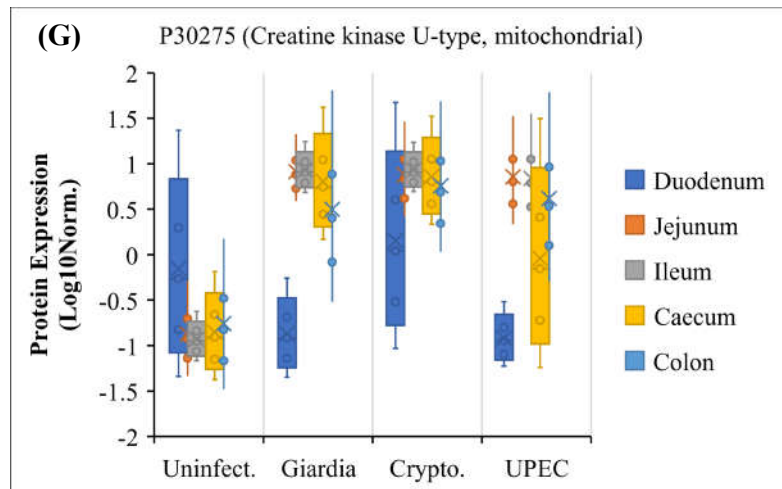 (G) P30275 (Creatine kinase U-type, mitochondrial)
Protein Expression
(Log10Norm.)
2
1.5
1
0.5
0
-0.5
-1
-1.5
-2
Uninfect. Giardia Crypto. UPEC
Duodenum
Jejunum
Ileum
Caecum
Colon